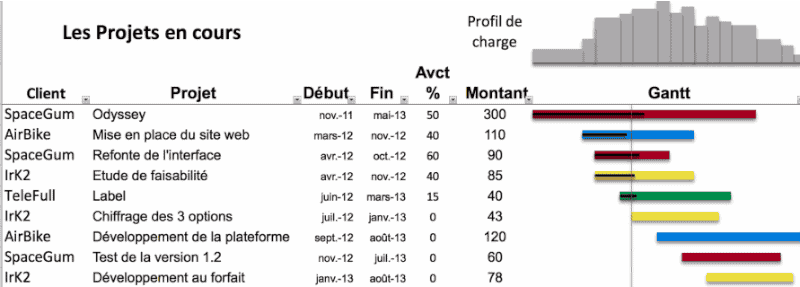 Les Projets en cours
Profil de
charge
Client Projet Début Fin Avct
% Montant Gantt
SpaceGum Odyssey nov.-11 mai-13 50 300
AirBike Mise en place du site web mars-12 nov.-12 40 110
SpaceGum Refonte de l'interface avr.-12 oct.-12 60 90
IrK2 Etude de faisabilité avr.-12 nov.-12 40 85
TeleFull Label juin-12 mars-13 15 40
IrK2 Chiffrage des 3 options juil.-12 janv.-13 0 43
AirBike Développement de la plateforme sept.-12 août-13 0 120
SpaceGum Test de la version 1.2 nov.-12 juil.-13 0 60
IrK2 Développement au forfait janv.-13 août-13 0 78